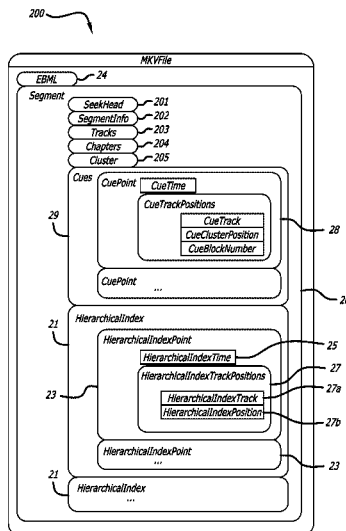 200
MKVFile
EBML
24
Segment
SeekHead
201
SegmentInfo
202
Tracks
203
Chapters
204
Cluster
205
Cues
CuePoint
CueTime
CueTrackPositions
CueTrack
CueClusterPosition
CueBlockNumber
28
29
CuePoint
...
21
HierarchicalIndex
HierarchicalIndexPoint
25
HierarchicalIndexTime
27
HierarchicalIndexTrackPositions
27a
23
HierarchicalIndexTrack
HierarchicalIndexPosition
27b
HierarchicalIndexPoint
...
23
21
HierarchicalIndex
...